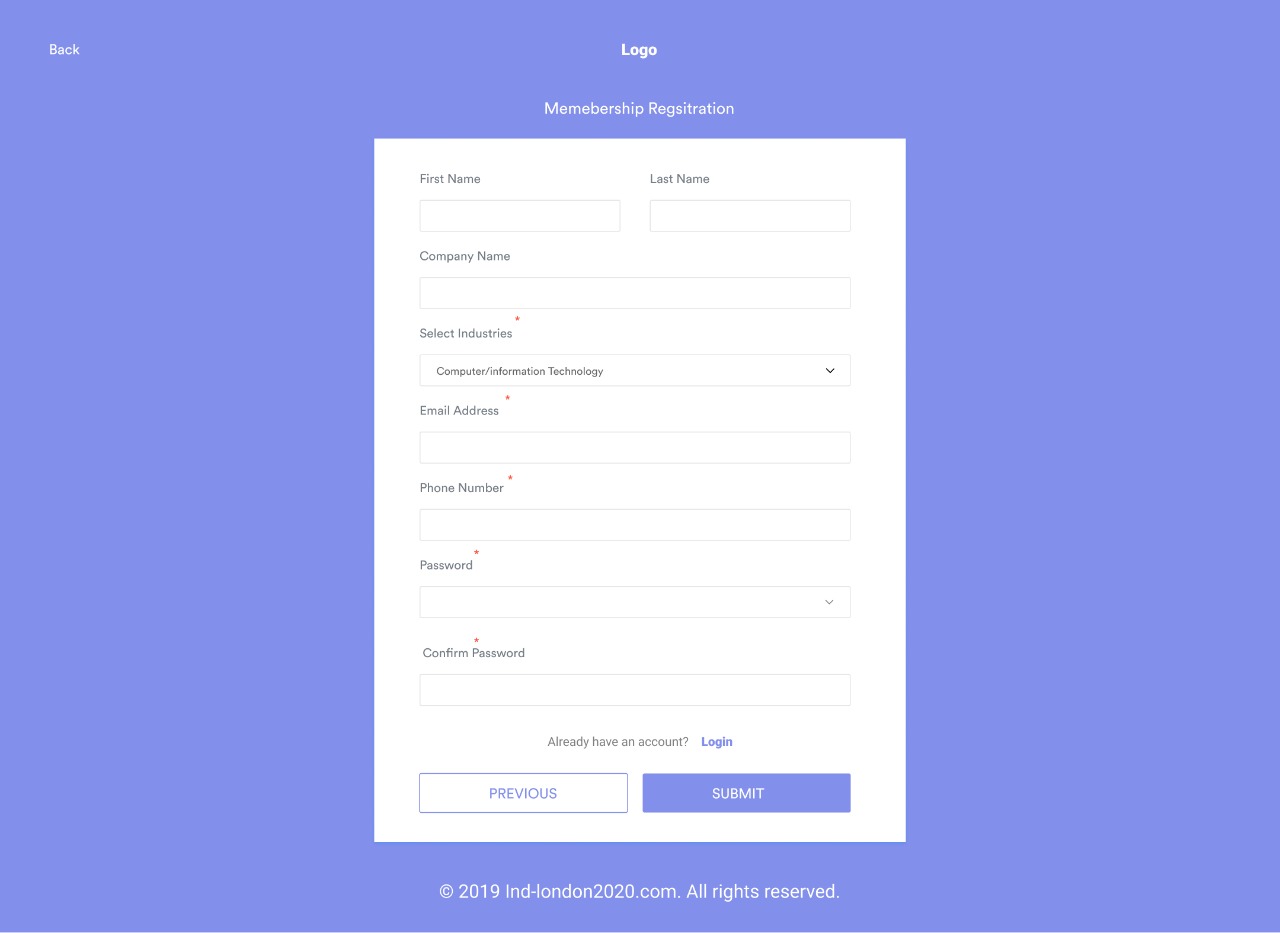 Back
Logo
Memebership Regsitration
First Name
Last Name
Company Name
Select Industries *
Computer/information Technology
Email Address *
Phone Number *
Password *
Confirm Password *
Already have an account? Login
PREVIOUS
SUBMIT
© 2019 Ind-london2020.com. All rights reserved.